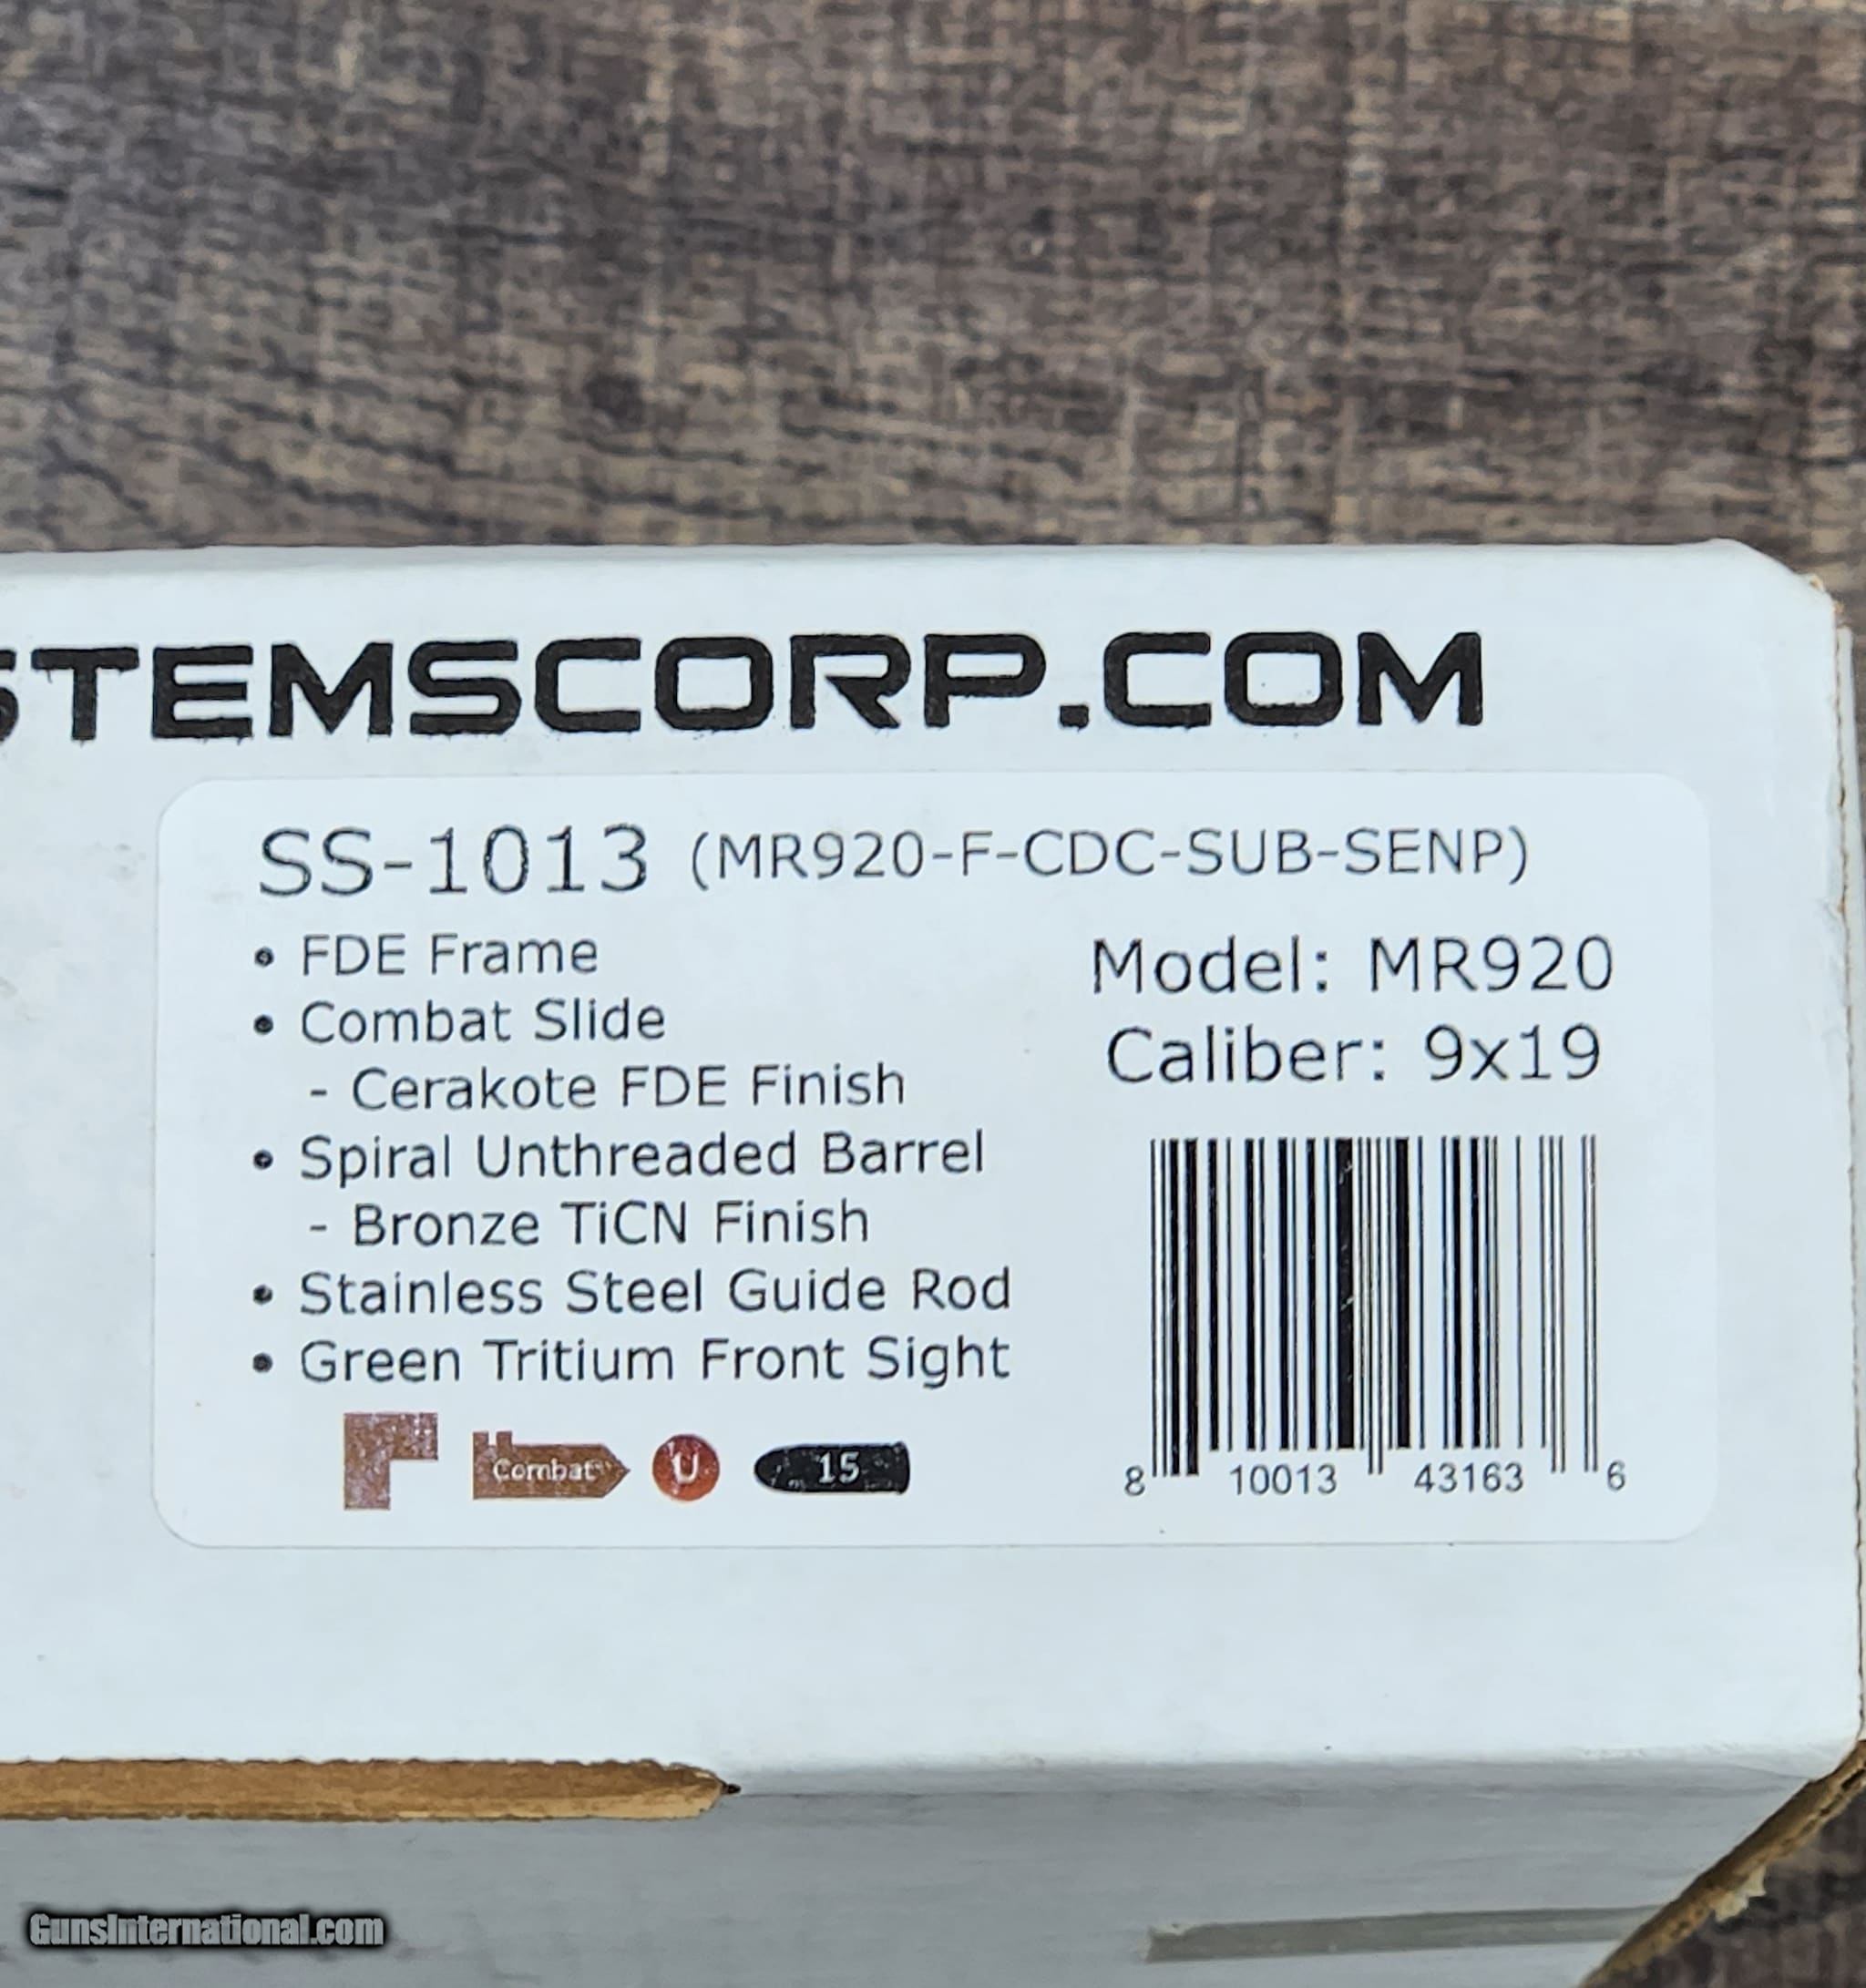 STEMSCORP.COM
SS-1013 (MR920-F-CDC-SUB-SENP)
• FDE Frame
• Combat Slide
- Cerakote FDE Finish
• Spiral Unthreaded Barrel
- Bronze TiCN Finish
• Stainless Steel Guide Rod
• Green Tritium Front Sight
Combat
U
15
Model: MR920
Caliber: 9x19
8 10013 43163 6
GunsInternational.com